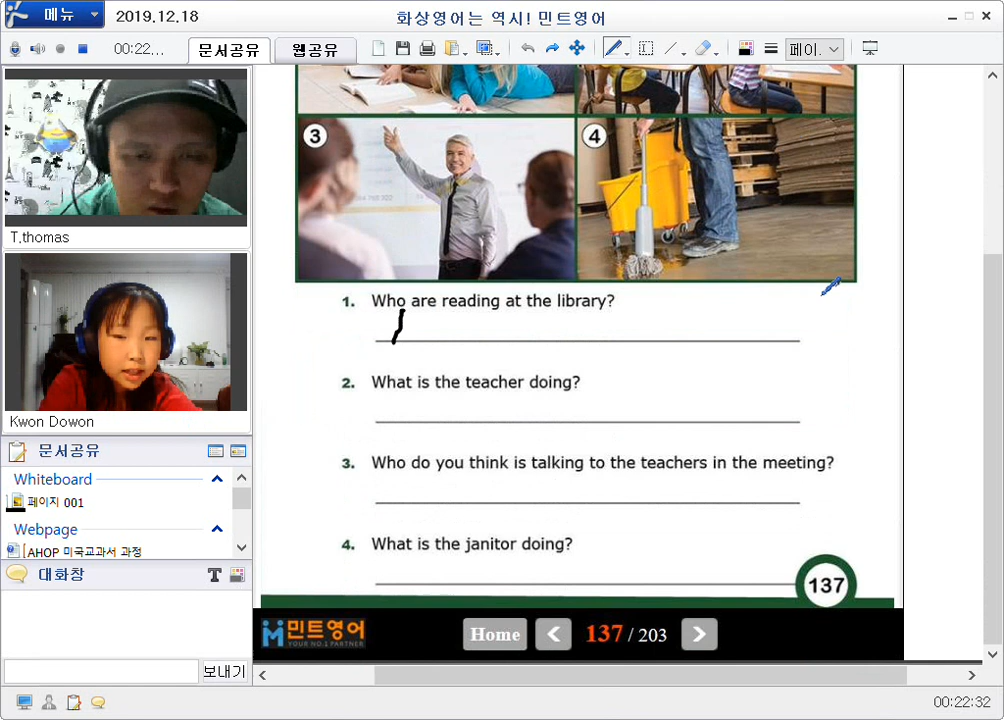 메뉴
2019.12.18
화상영어는 역시! 민트영어
00:22...
문서공유
웹공유
페이.
T.thomas
Kwon Dowon
문서공유
Whiteboard
페이지 001
Webpage
[AHOP 미국교과서 과정
대화창
보내기
3
4
1. Who are reading at the library?
2. What is the teacher doing?
3. Who do you think is talking to the teachers in the meeting?
4. What is the janitor doing?
137
민트영어
YOUR NO.1 PARTNER
Home
<
137 / 203
>
00:22:32